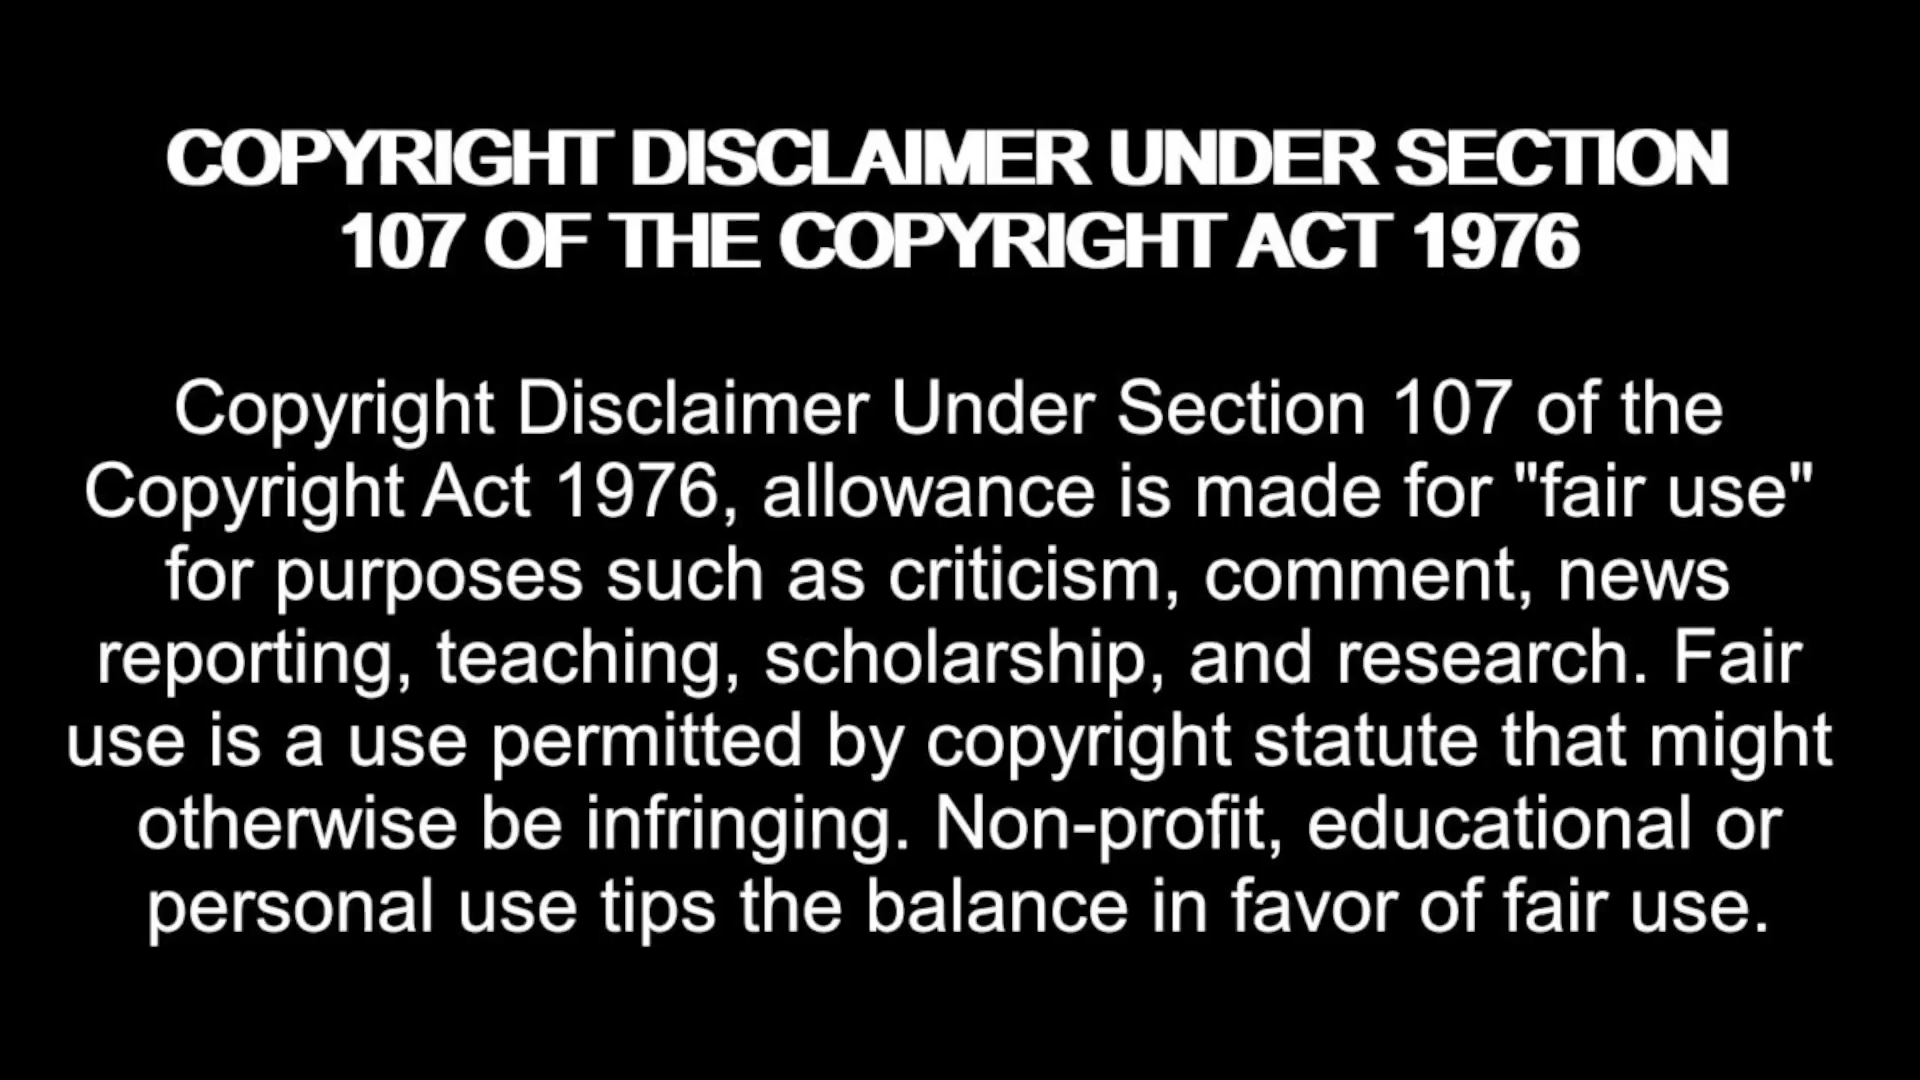 COPYRIGHT DISCLAIMER UNDER SECTION
107 OF THE COPYRIGHT ACT 1976
Copyright Disclaimer Under Section 107 of the
Copyright Act 1976, allowance is made for "fair use"
for purposes such as criticism, comment, news
reporting, teaching, scholarship, and research. Fair
use is a use permitted by copyright statute that might
otherwise be infringing. Non-profit, educational or
personal use tips the balance in favor of fair use.